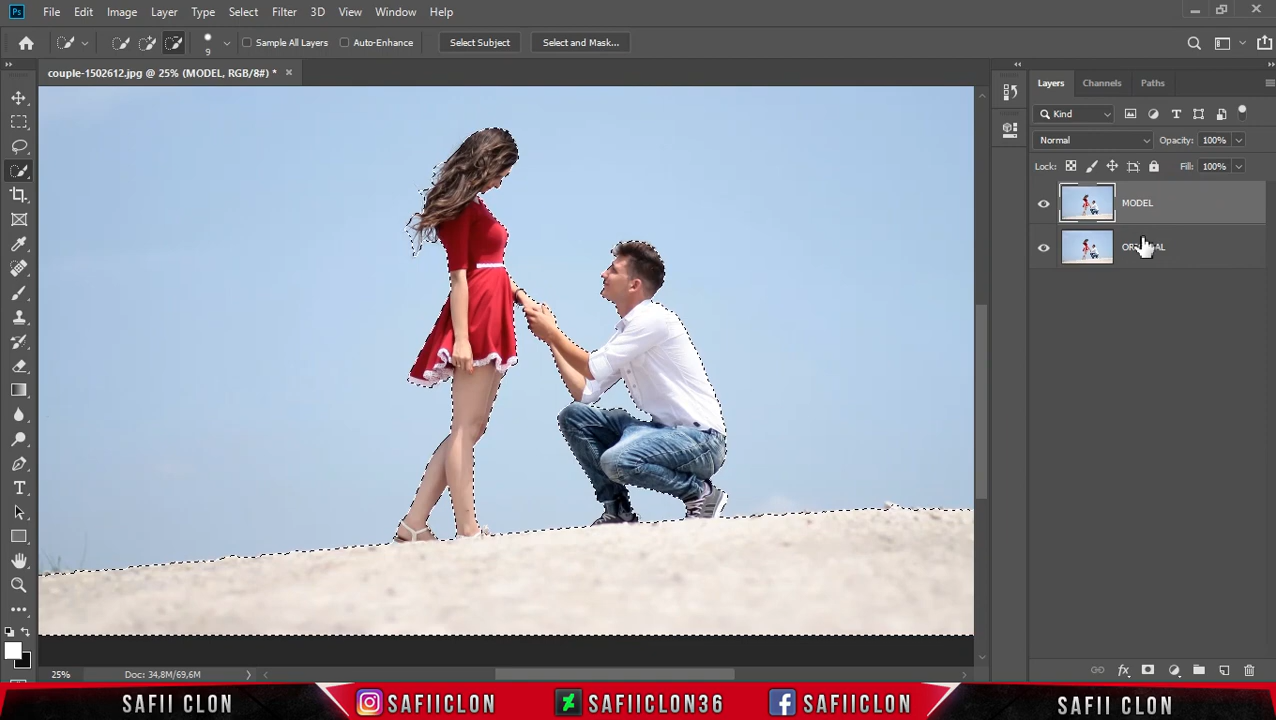 Ps File Edit Image Layer Type Select Filter 3D View Window Help
9 Sample All Layers Auto-Enhance Select Subject Select and Mask...
couple-1502612.jpg @ 25% (MODEL, RGB/8#) *
Layers Channels Paths
Kind
Normal Opacity: 100%
Lock: Fill: 100%
MODEL
25% Doc: 34,8M/69,6M
SAFII CLON SAFIICLON SAFIICLON36 SAFIICLON SAFII CLON